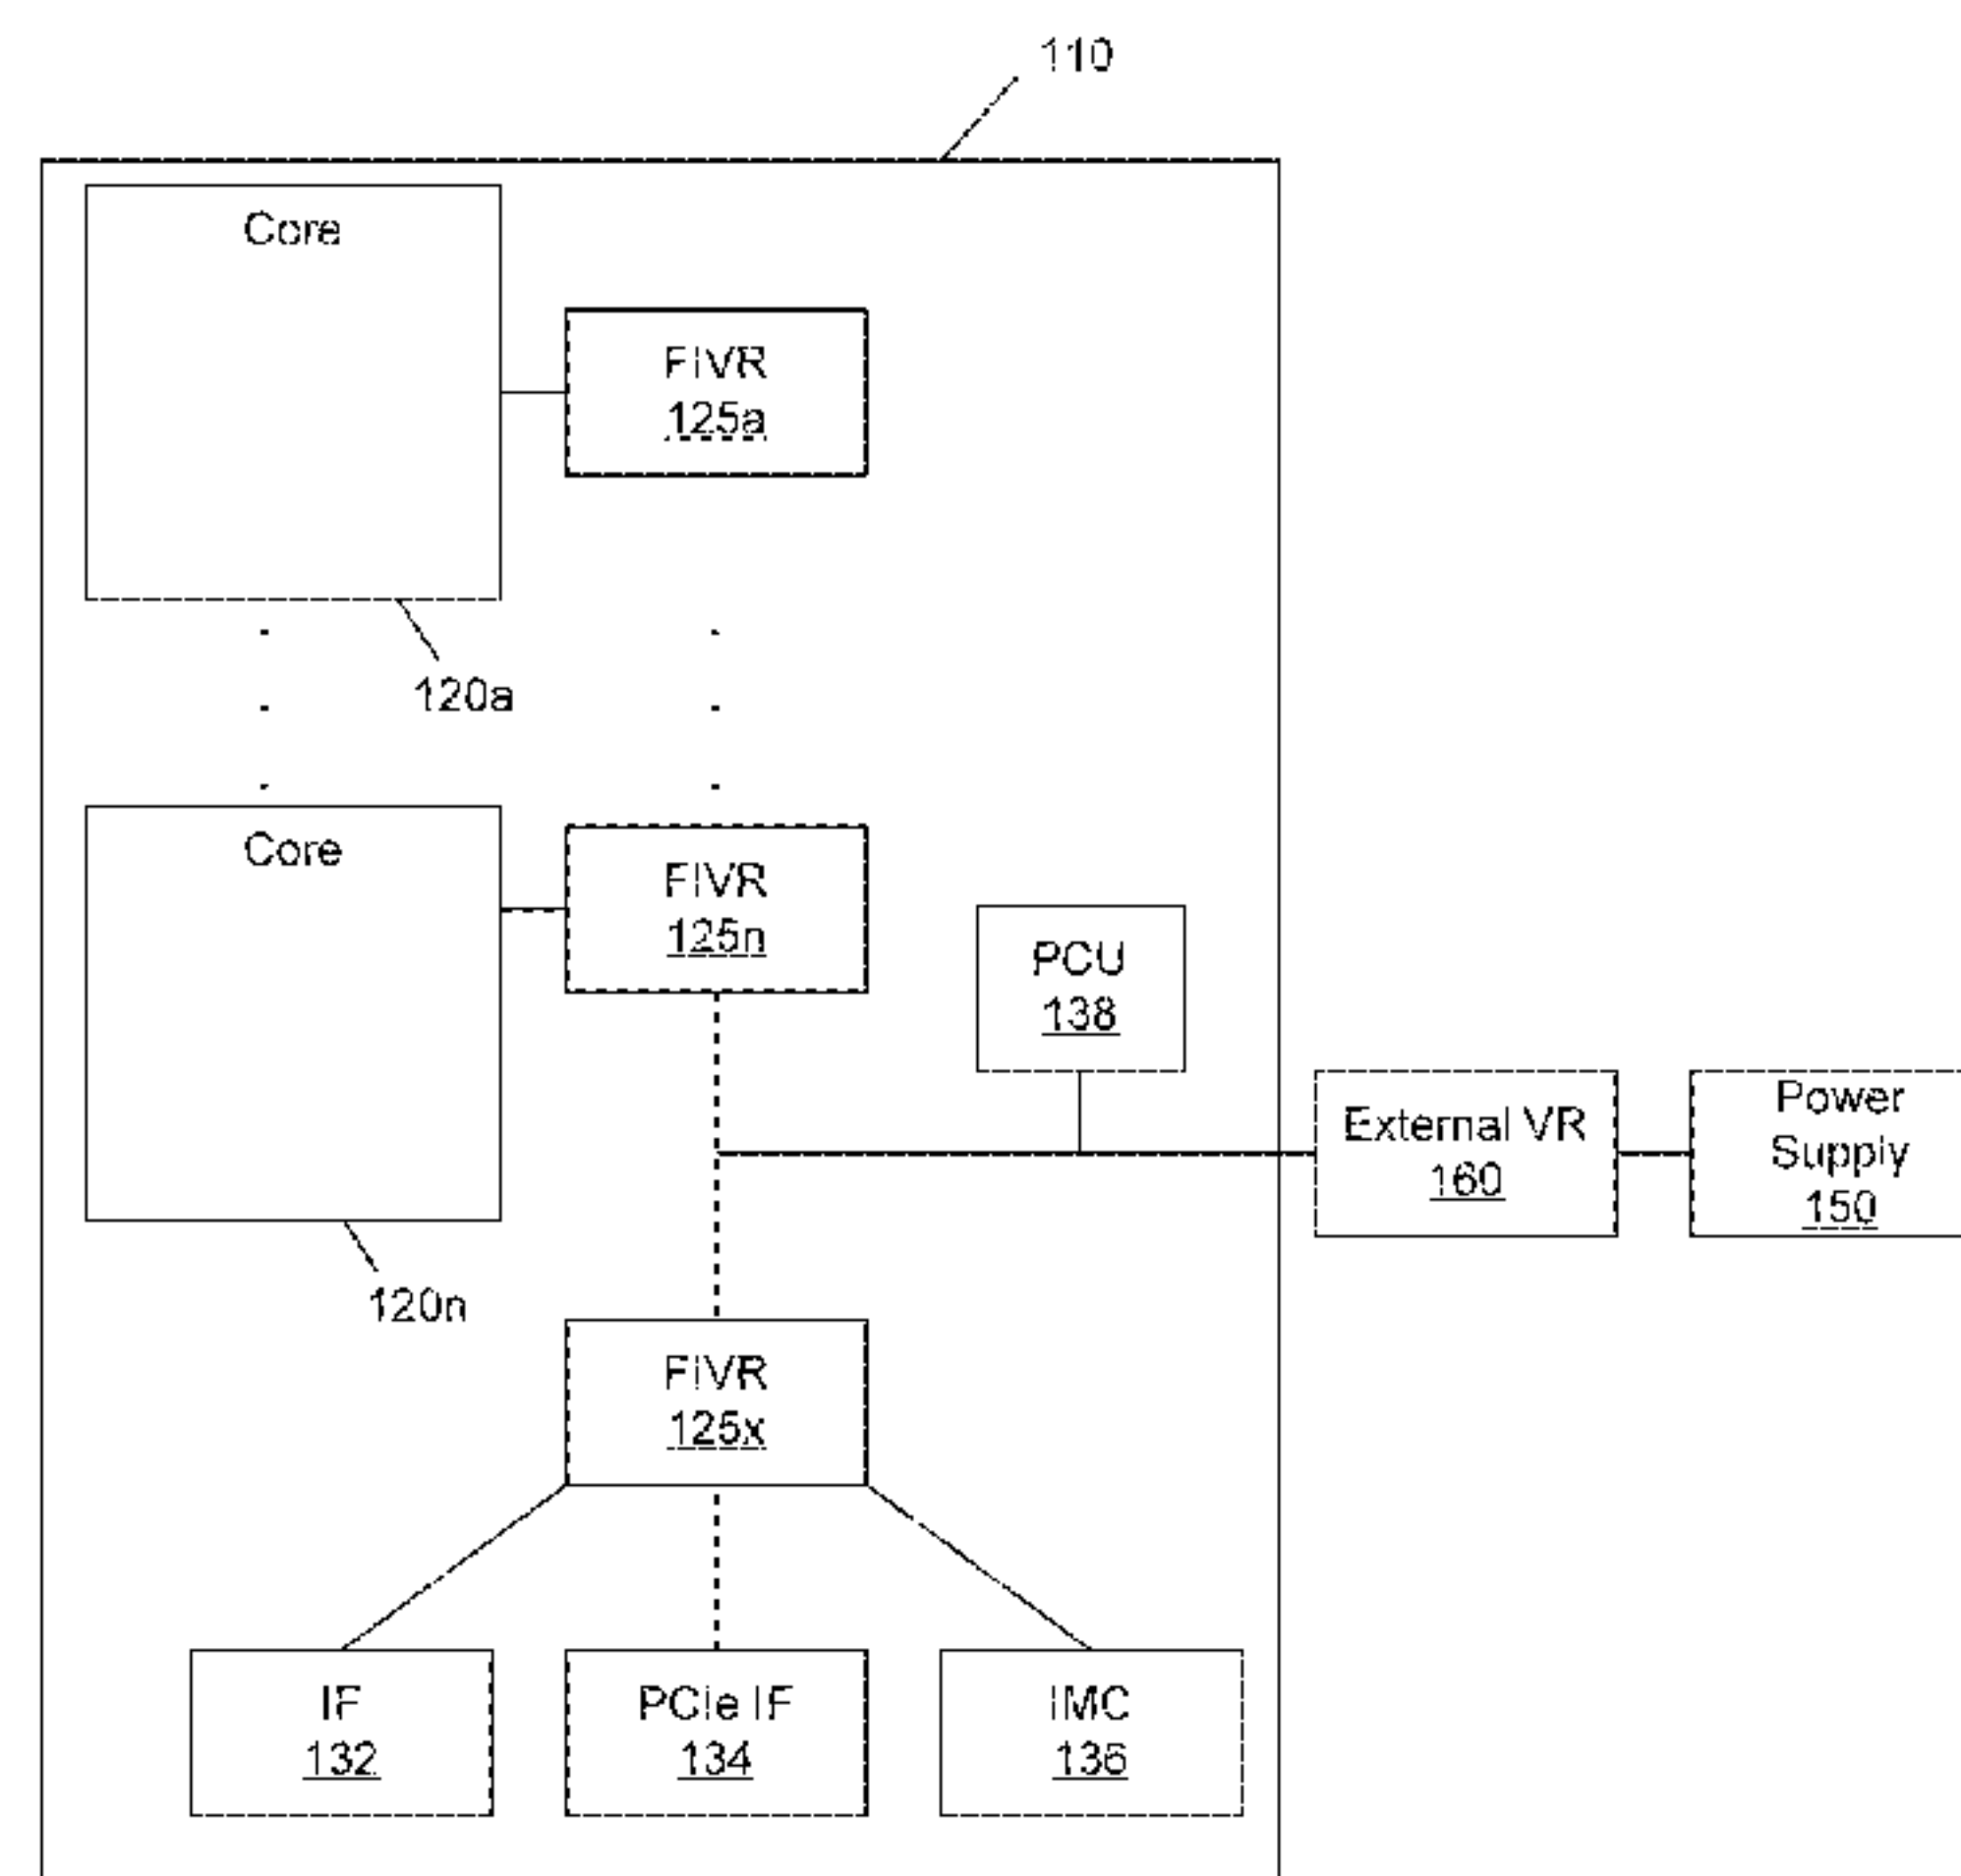 110
Core
FIVR
125a
120a
Core
FIVR
125n
PCU
138
External VR
160
Power
Supply
150
120n
FIVR
125x
IF
132
PCIe IF
134
IMC
136